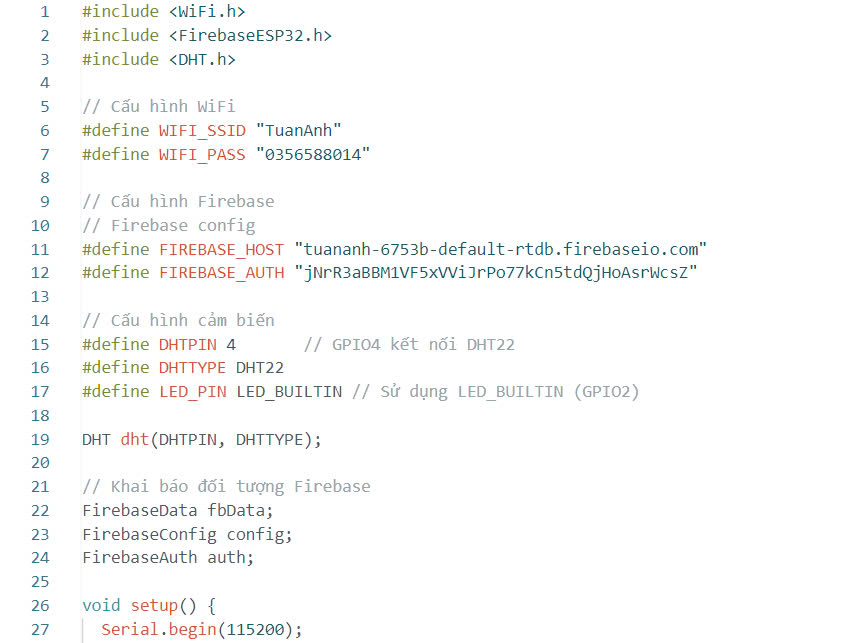 1 #include <WiFi.h>
2 #include <FirebaseESP32.h>
3 #include <DHT.h>
4
5 // Cấu hình WiFi
6 #define WIFI_SSID "TuanAnh"
7 #define WIFI_PASS "0356588014"
8
9 // Cấu hình Firebase
10 // Firebase config
11 #define FIREBASE_HOST "tuananh-6753b-default-rtdb.firebaseio.com"
12 #define FIREBASE_AUTH "jNrR3aBBM1VF5xVViJrPo77kCn5tdQjHoAsrWcsZ"
13
14 // Cấu hình cảm biến
15 #define DHTPIN 4       // GPIO4 kết nối DHT22
16 #define DHTTYPE DHT22
17 #define LED_PIN LED_BUILTIN // Sử dụng LED_BUILTIN (GPIO2)
18
19 DHT dht(DHTPIN, DHTTYPE);
20
21 // Khai báo đối tượng Firebase
22 FirebaseData fbData;
23 FirebaseConfig config;
24 FirebaseAuth auth;
25
26 void setup() {
27   Serial.begin(115200);